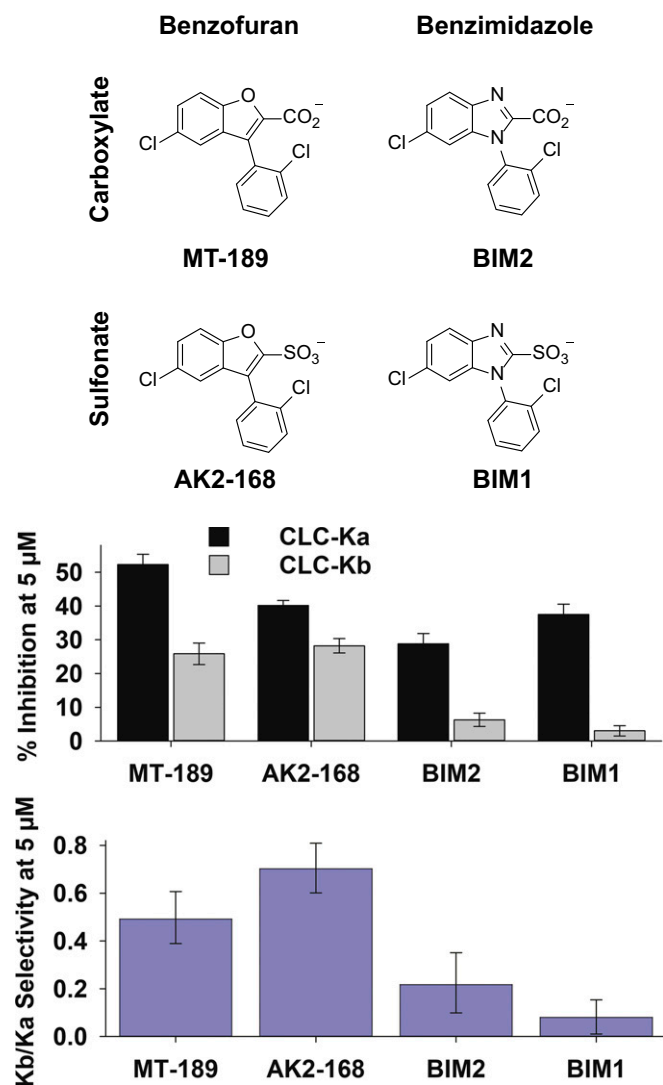 Benzofuran Benzimidazole
Carboxylate
O
CO2−
Cl
Cl
MT-189
N
CO2−
Cl
N
Cl
BIM2
Sulfonate
O
SO3−
Cl
Cl
AK2-168
N
SO3−
Cl
N
Cl
BIM1
% Inhibition at 5 µM
CLC-Ka
CLC-Kb
50
40
30
20
10
0
MT-189 AK2-168 BIM2 BIM1
Kb/Ka Selectivity at 5 µM
0.8
0.6
0.4
0.2
0.0
MT-189 AK2-168 BIM2 BIM1